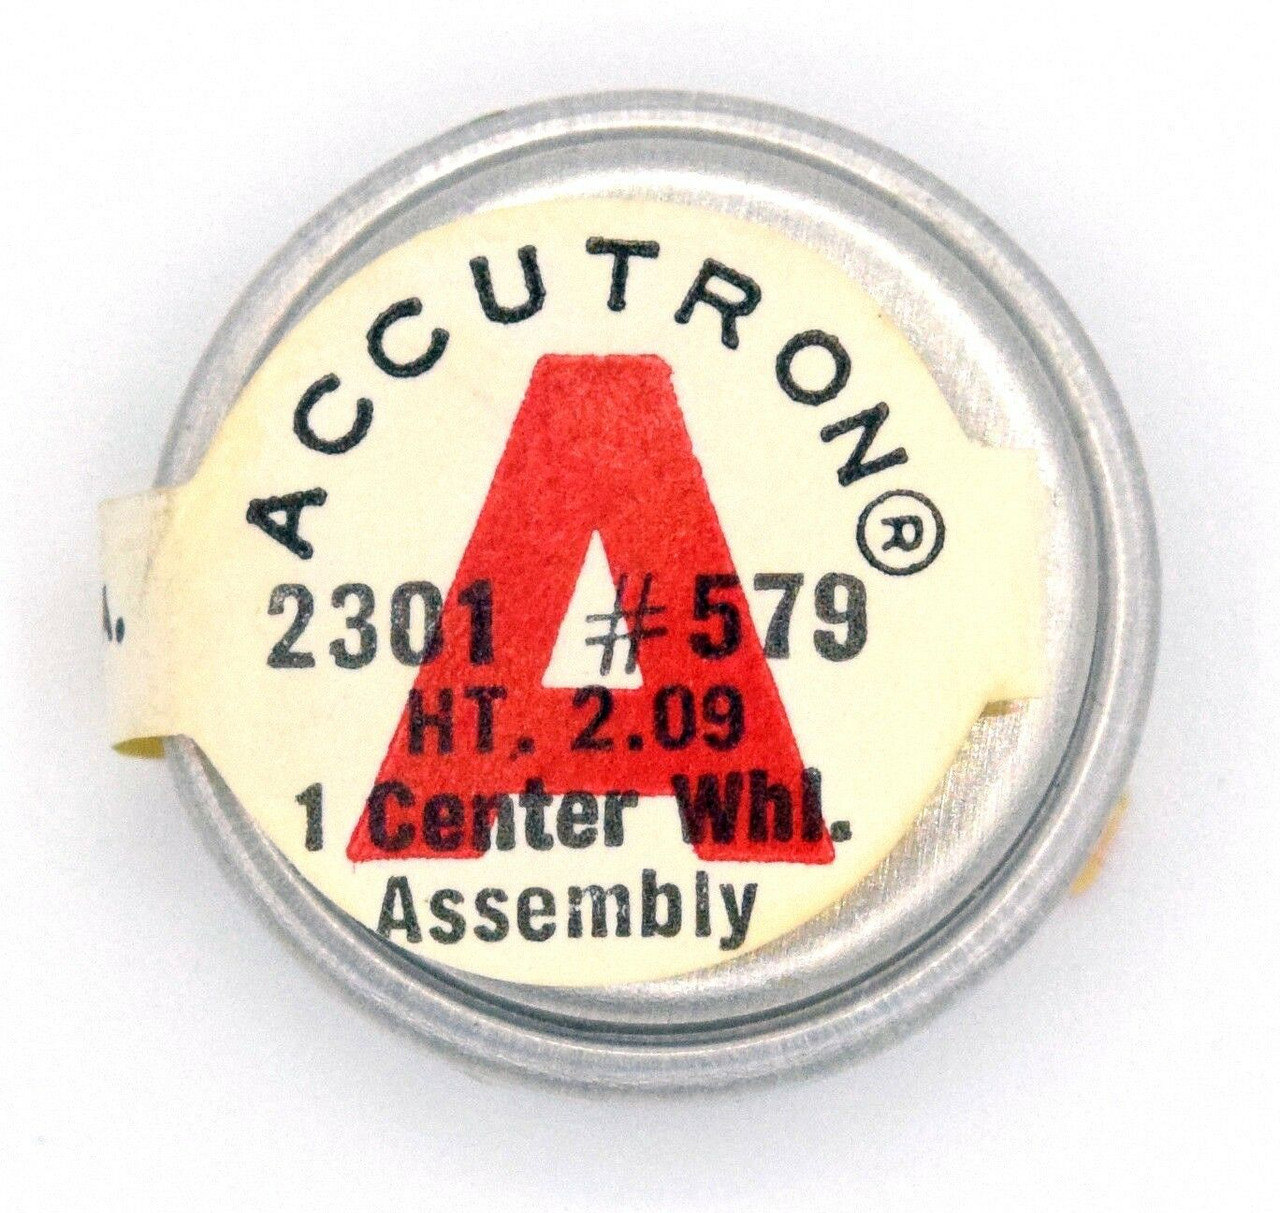 ACCUTRON®
A
2301 #579
HT. 2.09
1 Center Whl.
Assembly